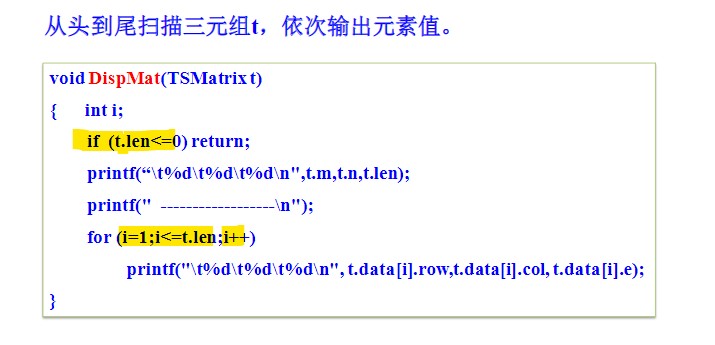 从头到尾扫描三元组t，依次输出元素值。
void DispMat(TSMatrix t)
{ int i;
if (t.len<=0) return;
printf(“\t%d\t%d\t%d\n",t.m,t.n,t.len);
printf(" -------------------\n");
for (i=1;i<=t.len;i++)
printf("\t%d\t%d\t%d\n", t.data[i].row,t.data[i].col, t.data[i].e);
}